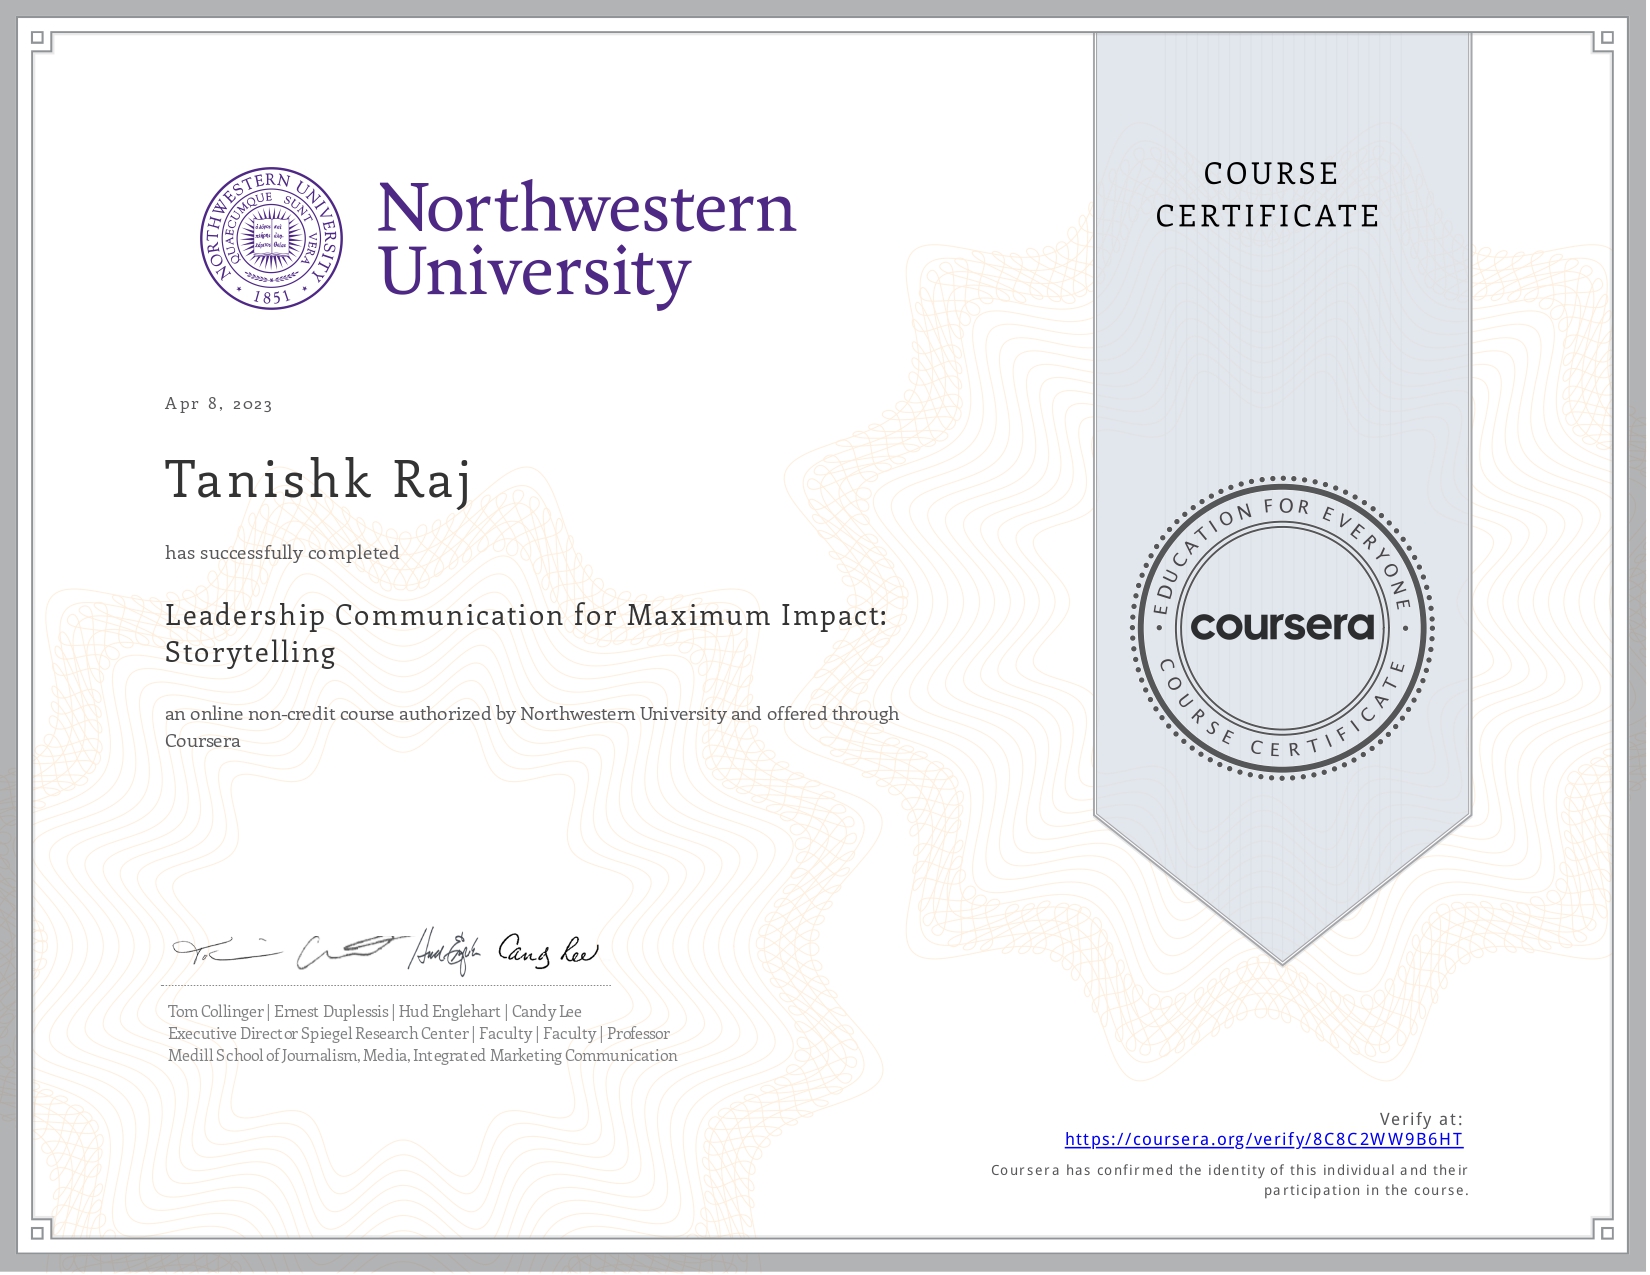 NORTHWESTERN UNIVERSITY
QUAECUMQUE SUNT VERA
1851
Northwestern
University
COURSE
CERTIFICATE
Apr 8, 2023
Tanishk Raj
has successfully completed
Leadership Communication for Maximum Impact:
Storytelling
an online non-credit course authorized by Northwestern University and offered through
Coursera
EDUCATION FOR EVERYONE
coursera
COURSE CERTIFICATE
Candy Lee
Tom Collinger | Ernest Duplessis | Hud Englehart | Candy Lee
Executive Director Spiegel Research Center | Faculty | Faculty | Professor
Medill School of Journalism, Media, Integrated Marketing Communication
Verify at:
https://coursera.org/verify/8C8C2WW9B6HT
Coursera has confirmed the identity of this individual and their
participation in the course.